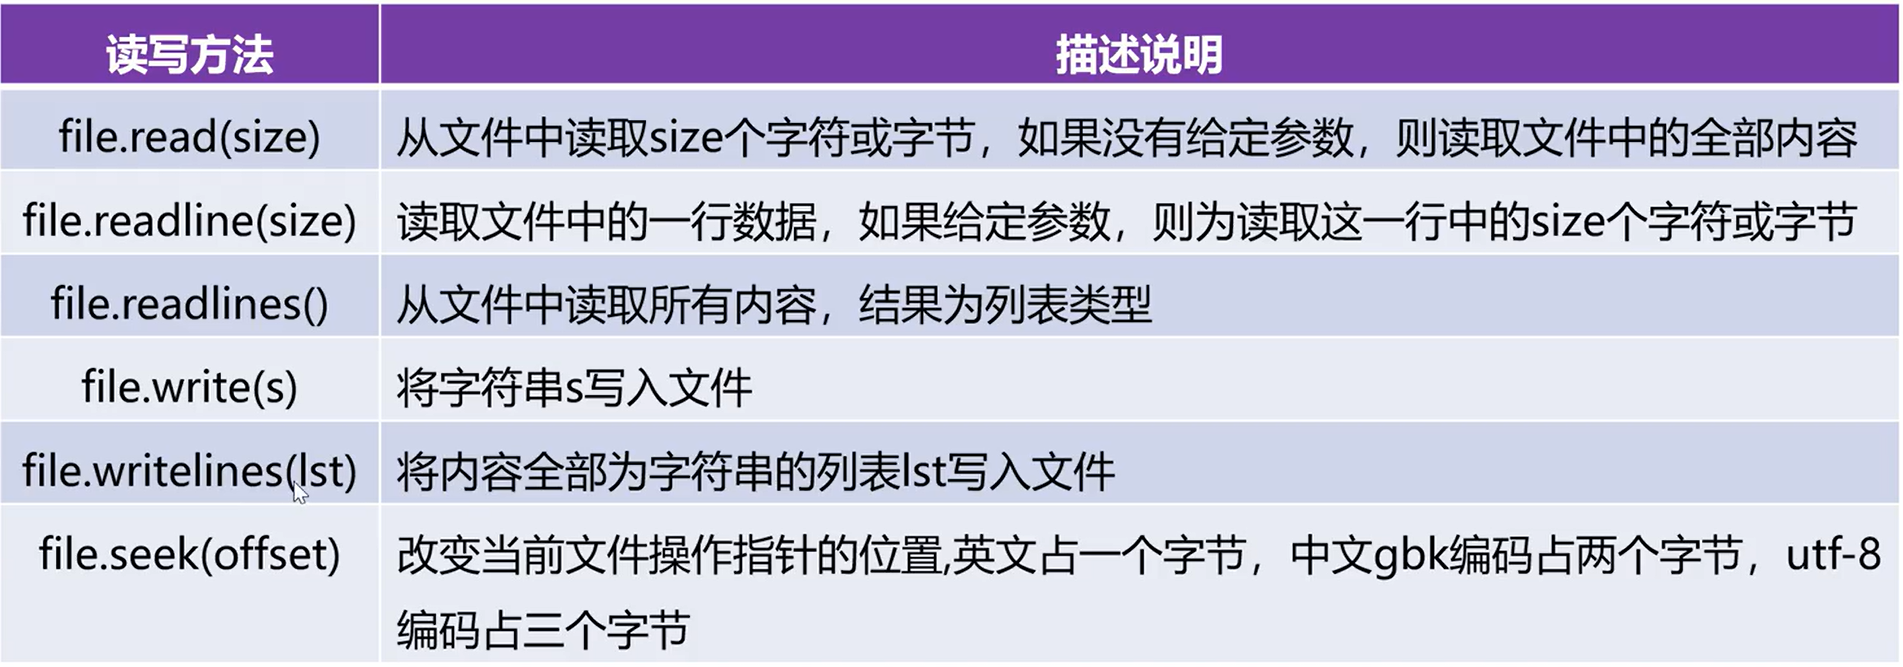 读写方法 描述说明
file.read(size) 从文件中读取size个字符或字节，如果没有给定参数，则读取文件中的全部内容
file.readline(size) 读取文件中的一行数据，如果给定参数，则为读取这一行中的size个字符或字节
file.readlines() 从文件中读取所有内容，结果为列表类型
file.write(s) 将字符串s写入文件
file.writelines(lst) 将内容全部为字符串的列表lst写入文件
file.seek(offset) 改变当前文件操作指针的位置,英文占一个字节，中文gbk编码占两个字节，utf-8
编码占三个字节